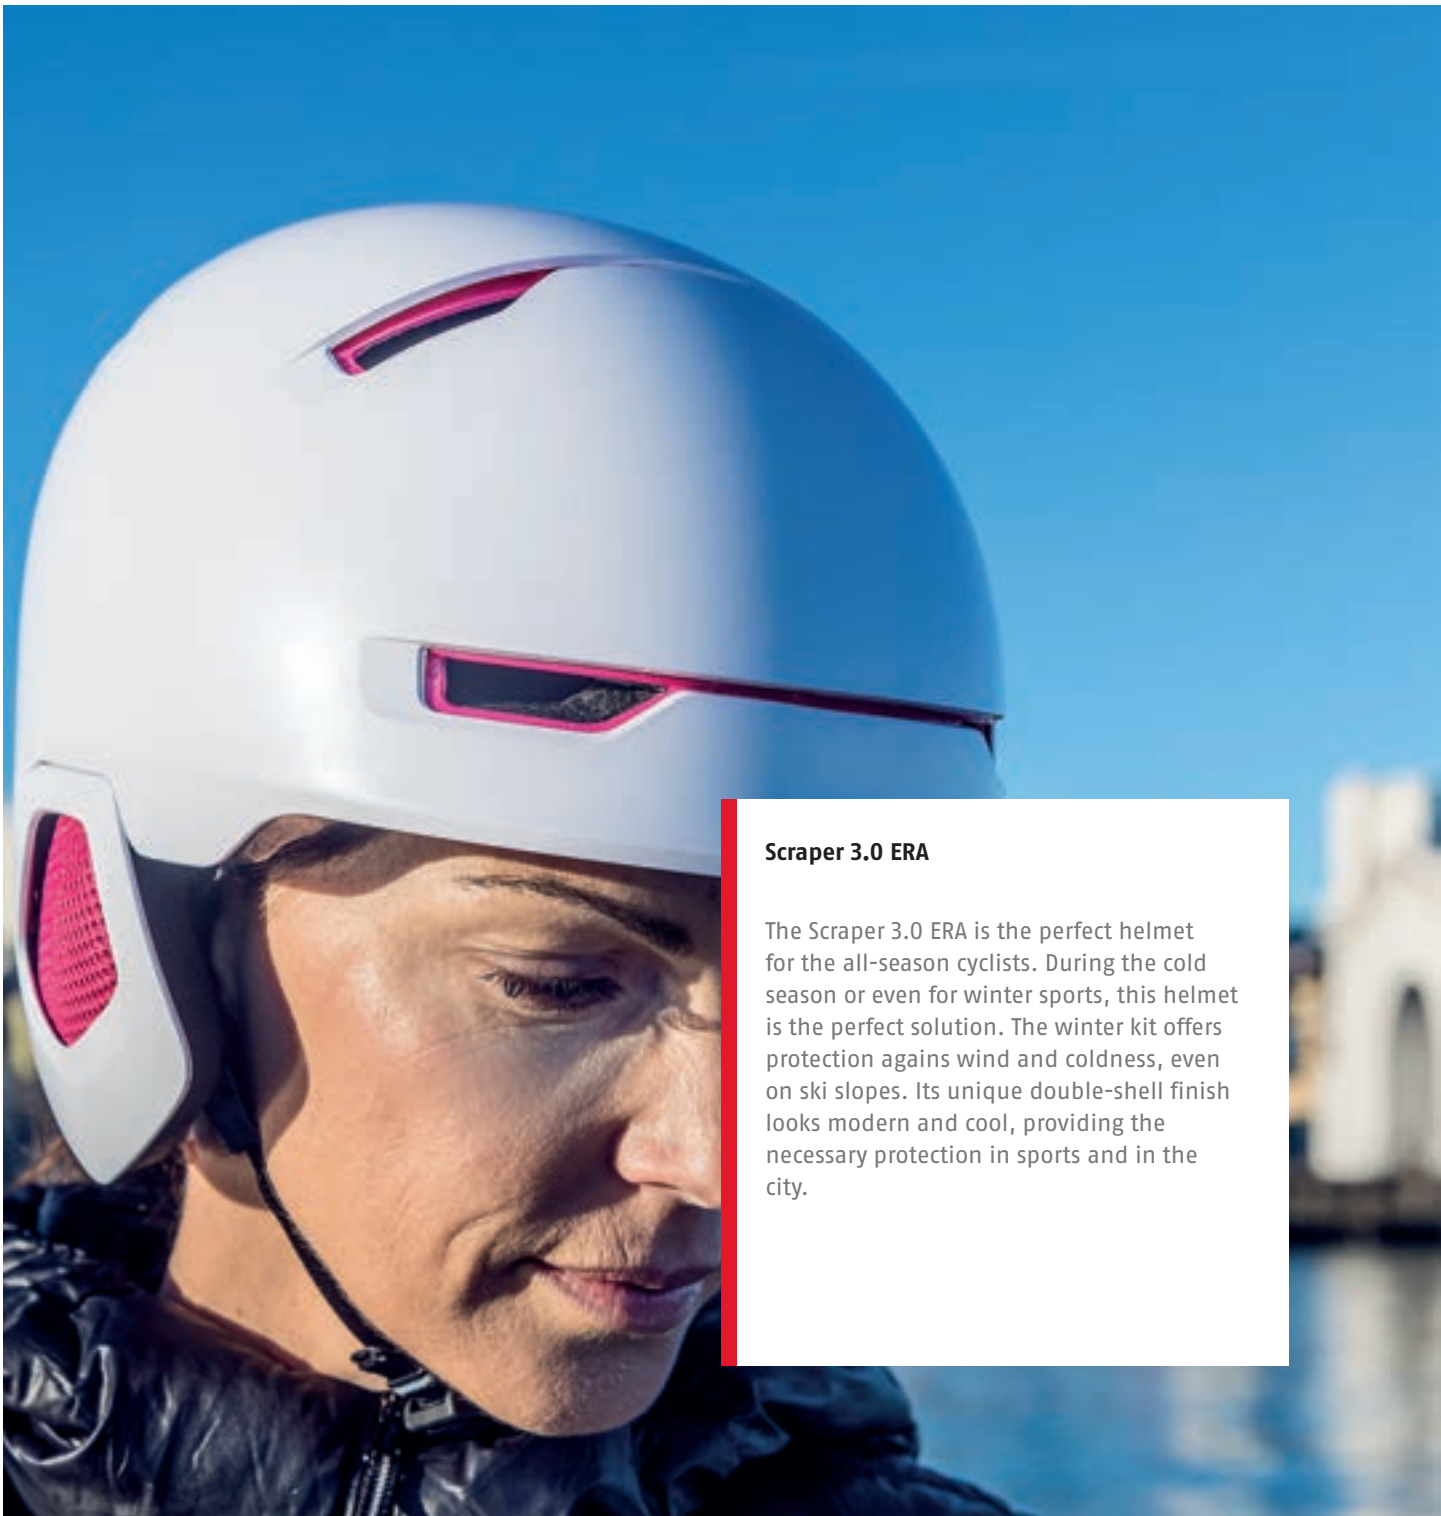 Scraper 3.0 ERA
The Scraper 3.0 ERA is the perfect helmet
for the all-season cyclists. During the cold
season or even for winter sports, this helmet
is the perfect solution. The winter kit offers
protection agains wind and coldness, even
on ski slopes. Its unique double-shell finish
looks modern and cool, providing the
necessary protection in sports and in the
city.